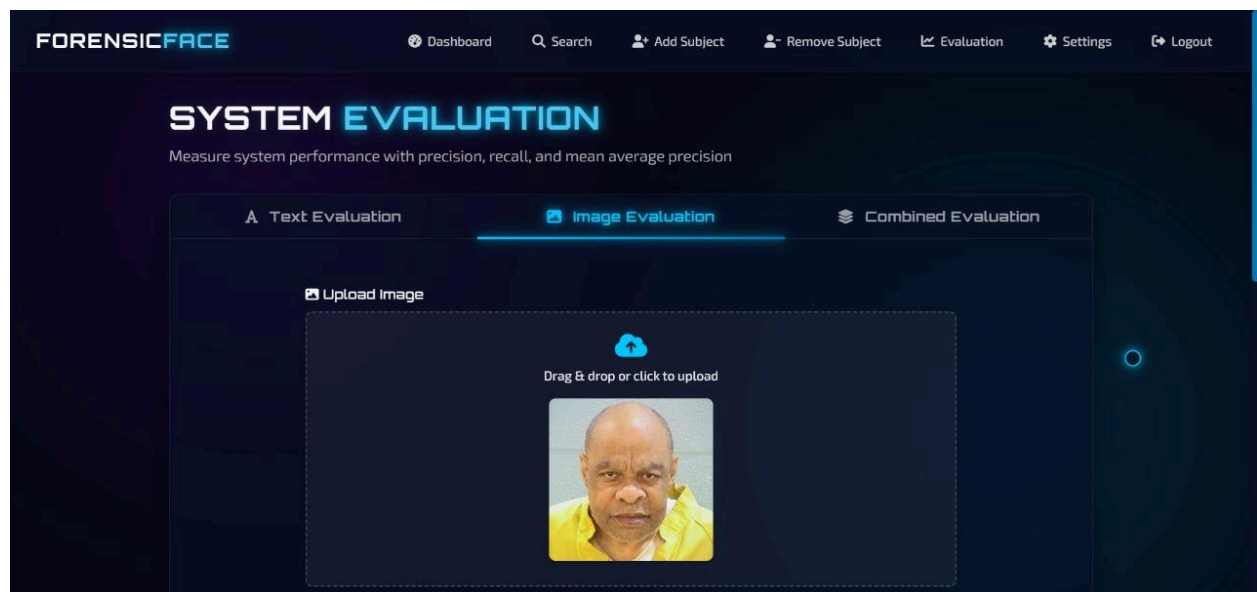 FORENSICFACE
Dashboard Search Add Subject Remove Subject Evaluation Settings Logout
SYSTEM EVALUATION
Measure system performance with precision, recall, and mean average precision
Text Evaluation Image Evaluation Combined Evaluation
Upload Image
Drag & drop or click to upload